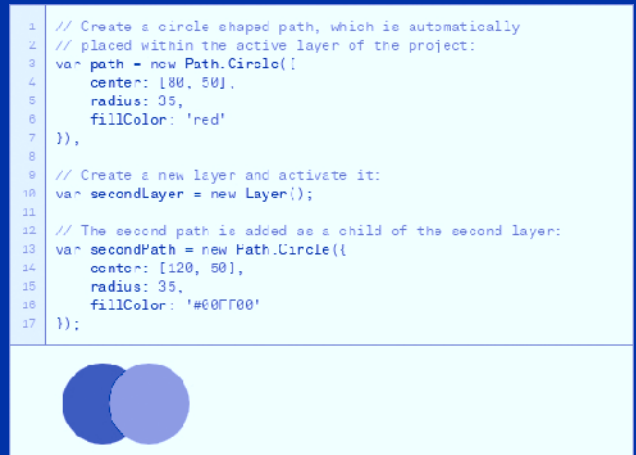 1 // Create a circle shaped path, which is automatically
2 // placed within the active layer of the project:
3 var path = new Path.Circle({
4 center: [80, 50],
5 radius: 35,
6 fillColor: 'red'
7 });
8
9 // Create a new layer and activate it:
10 var secondLayer = new Layer();
11
12 // The second path is added as a child of the second layer:
13 var secondPath = new Path.Circle({
14 center: [120, 50],
15 radius: 35,
16 fillColor: '#00FF00'
17 });